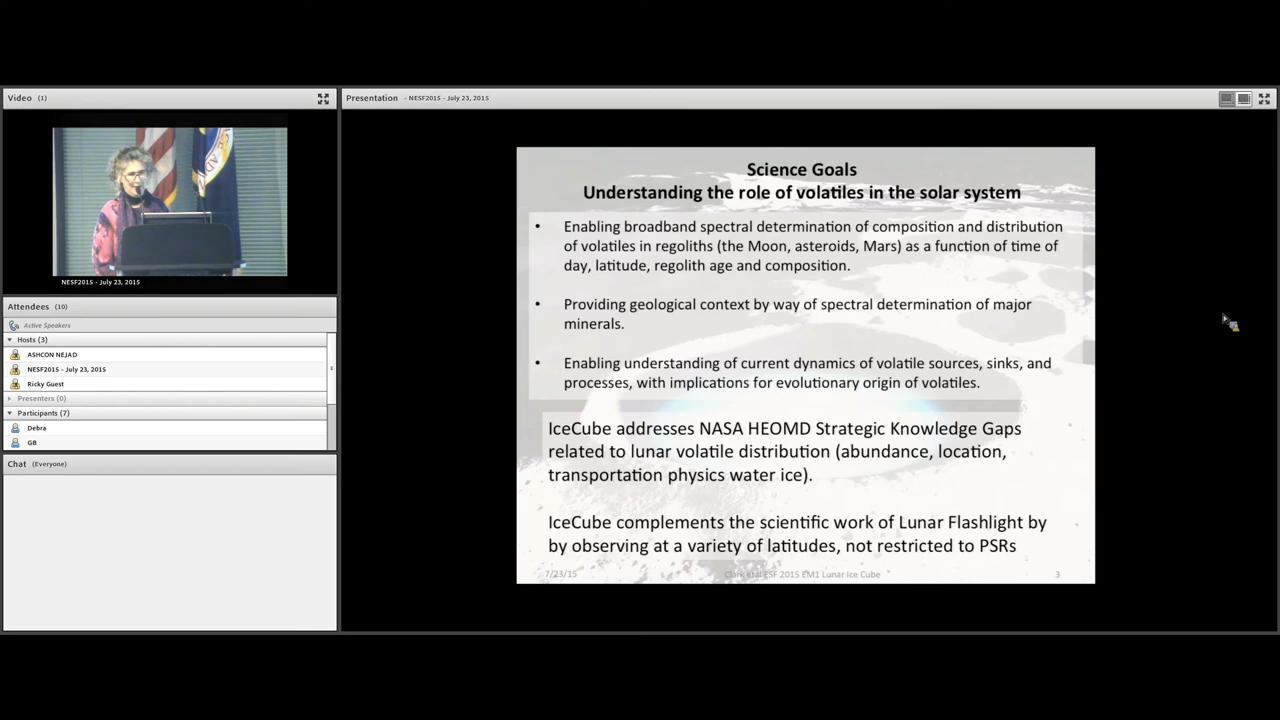 Video (1)
NESF2015 - July 23, 2015
Attendees (10)
Active Speakers
Hosts (3)
ASHCON NEJAD
NESF2015 - July 23, 2015
Ricky Guest
Presenters (0)
Participants (7)
Debra
GB
Chat (Everyone)
Presentation - NESF2015 - July 23, 2015
Science Goals
Understanding the role of volatiles in the solar system
• Enabling broadband spectral determination of composition and distribution
of volatiles in regoliths (the Moon, asteroids, Mars) as a function of time of
day, latitude, regolith age and composition.
• Providing geological context by way of spectral determination of major
minerals.
• Enabling understanding of current dynamics of volatile sources, sinks, and
processes, with implications for evolutionary origin of volatiles.
IceCube addresses NASA HEOMD Strategic Knowledge Gaps
related to lunar volatile distribution (abundance, location,
transportation physics water ice).
IceCube complements the scientific work of Lunar Flashlight by
by observing at a variety of latitudes, not restricted to PSRs
7/23/15 Clark etal ESF 2015 EM1 Lunar Ice Cube 3